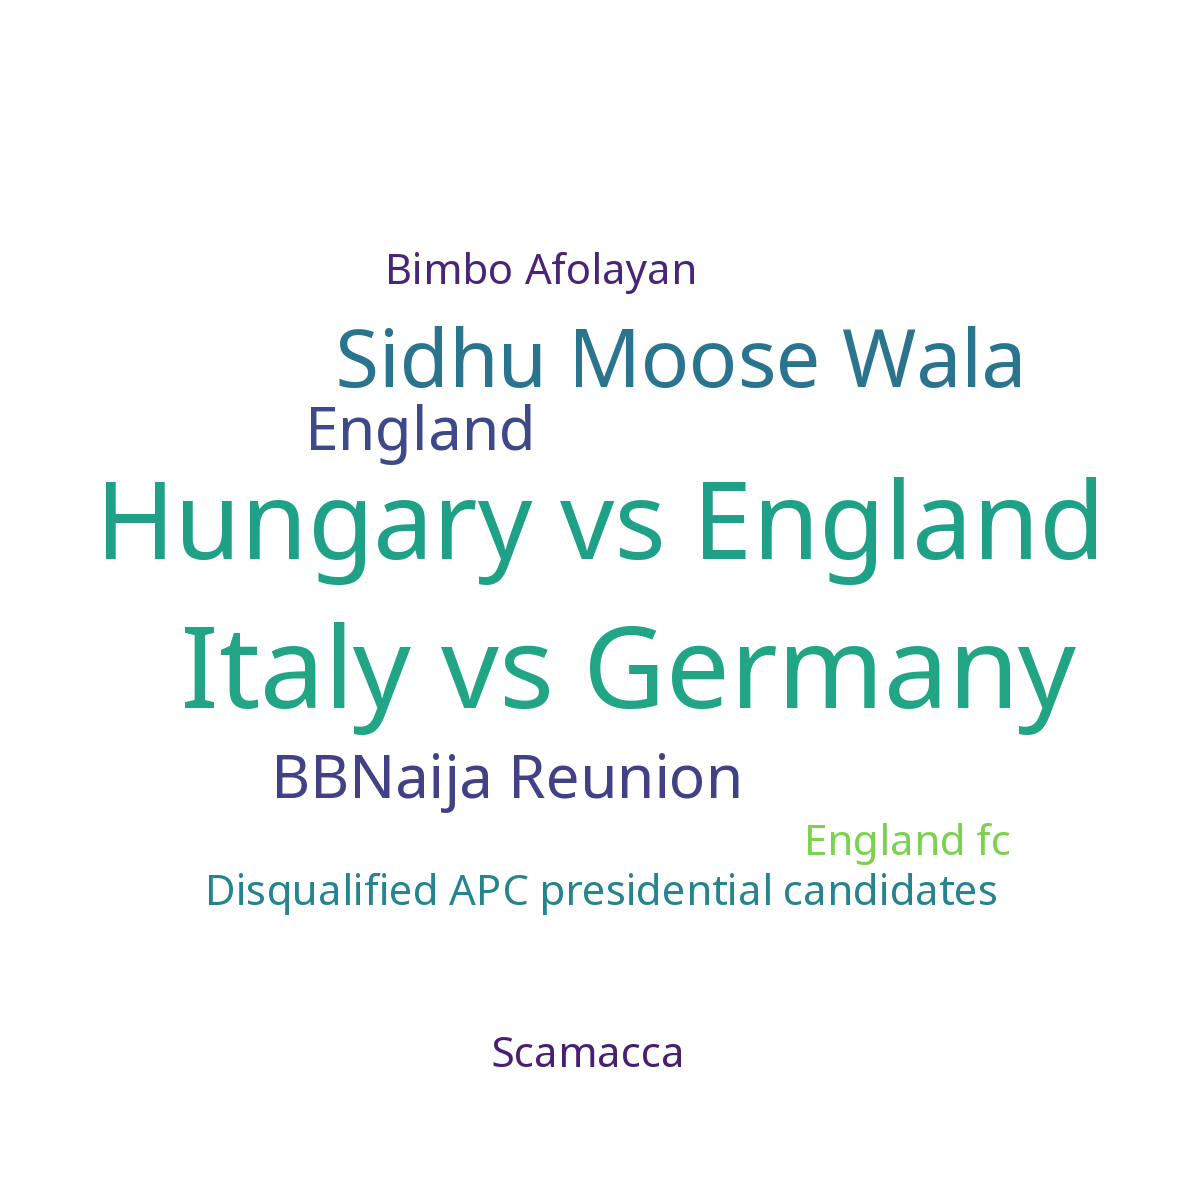 Bimbo Afolayan
Sidhu Moose Wala
England
Hungary vs England
Italy vs Germany
BBNaija Reunion
England fc
Disqualified APC presidential candidates
Scamacca